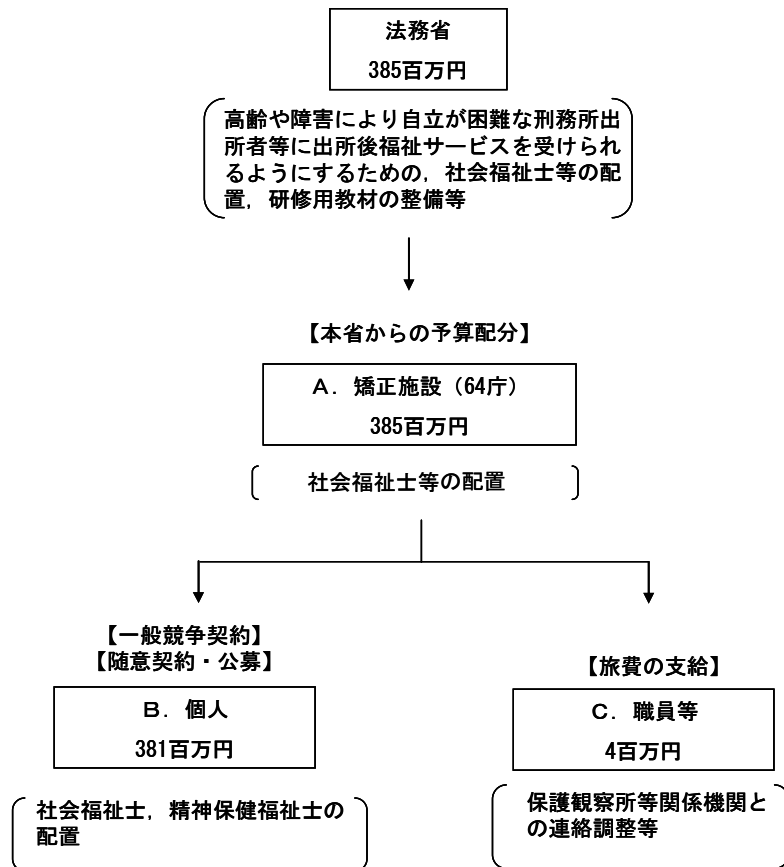 法務省
385百万円
高齢や障害により自立が困難な刑務所出
所者等に出所後福祉サービスを受けられ
るようにするための，社会福祉士等の配
置，研修用教材の整備等
【本省からの予算配分】
Ａ．矯正施設（64庁）
385百万円
社会福祉士等の配置
【一般競争契約】
【随意契約・公募】
Ｂ．個人
381百万円
社会福祉士，精神保健福祉士の
配置
【旅費の支給】
Ｃ．職員等
4百万円
保護観察所等関係機関と
の連絡調整等